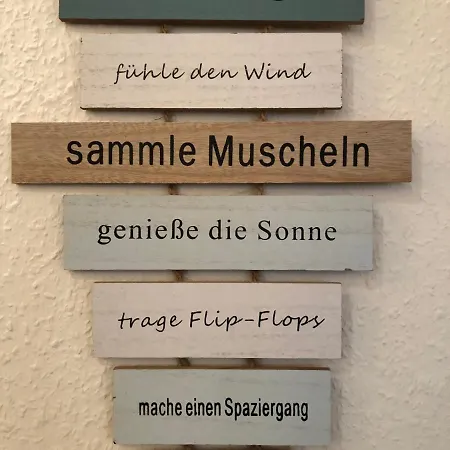 fühle den Wind
sammle Muscheln
genieße die Sonne
trage Flip-Flops
mache einen Spaziergang